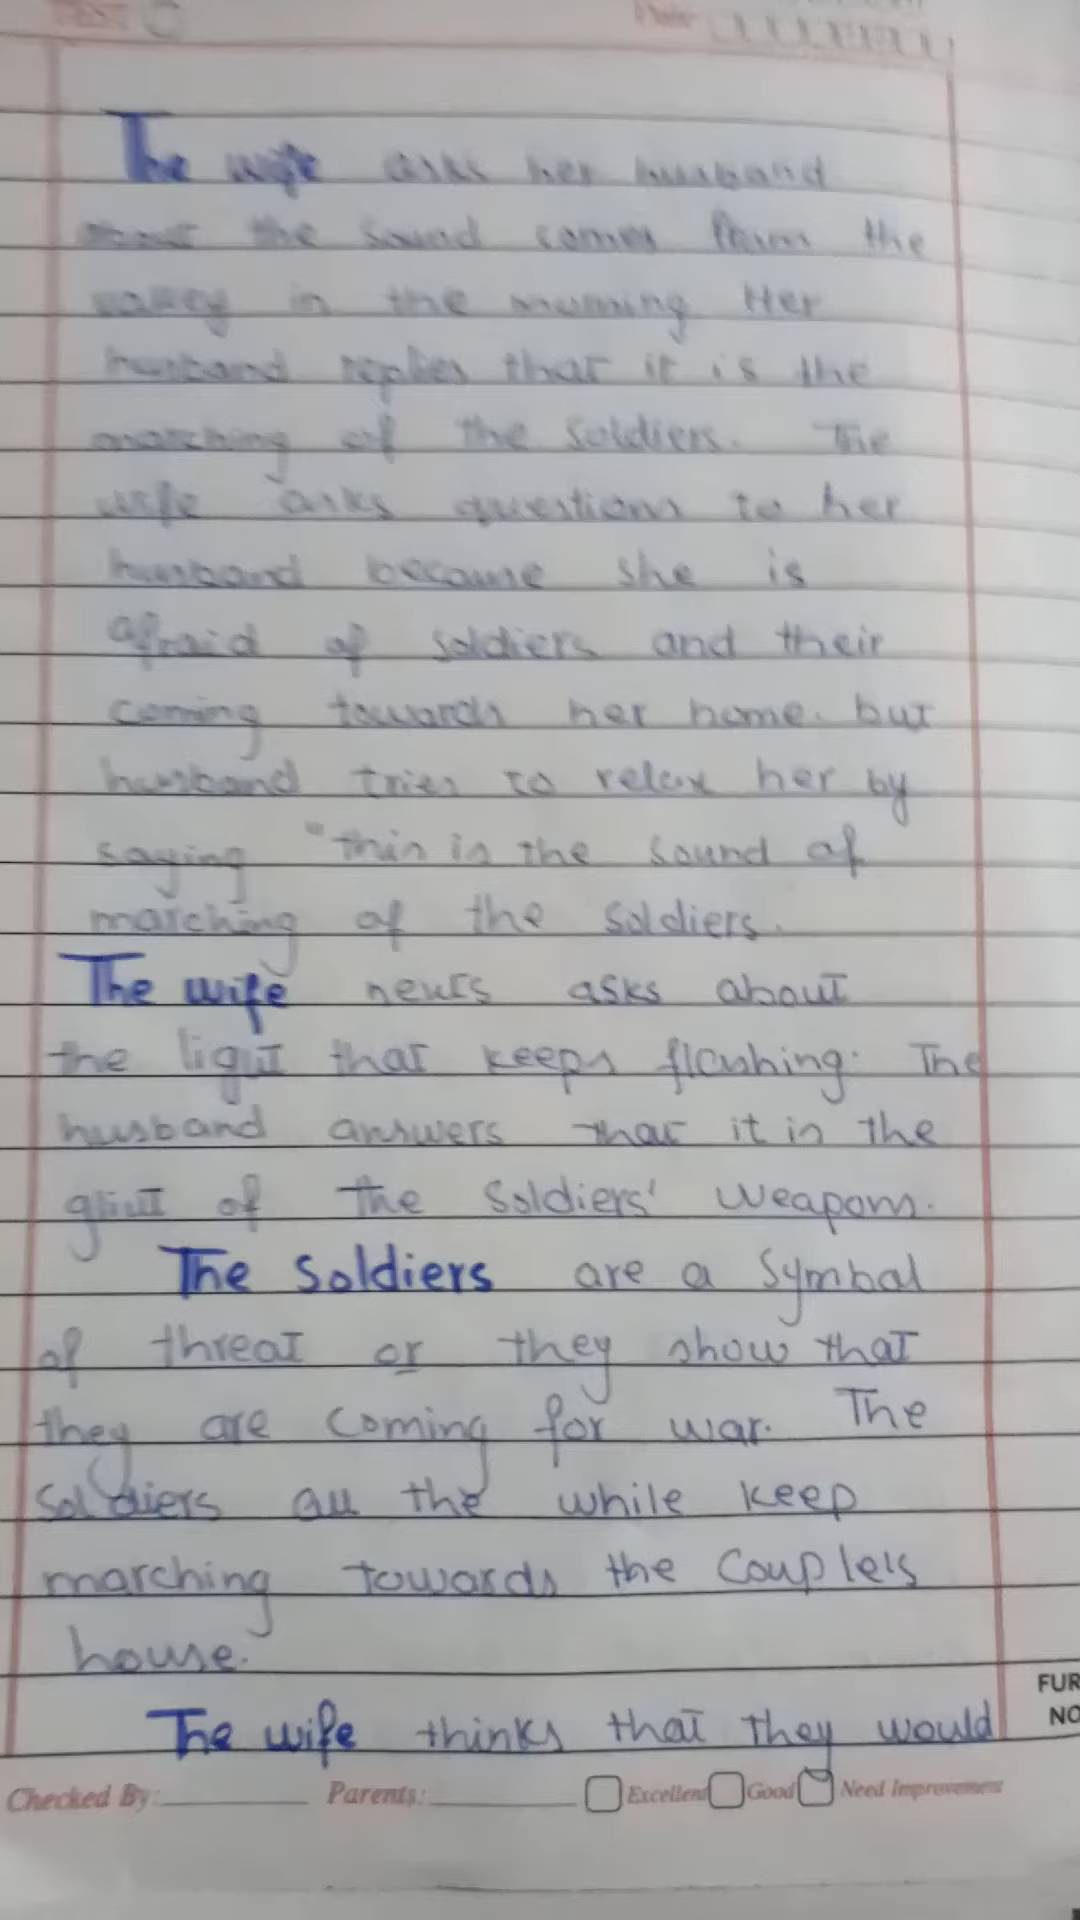 The wife asks her husband
about the sound comes from the
valley in the morning Her
husband replies that it is the
marching of the soldiers. The
wife asks questions to her
husband because she is
afraid of soldiers and their
coming towards her home. but
husband tries to relax her by
saying "this is the sound of
marching of the soldiers.
The wife asks about
the light that keeps flashing. The
husband answers that it is the
glint of the soldiers' weapons.
The Soldiers are a symbol
of threat or they show that
they are coming for war. The
soldiers all the while keep
marching towards the couple's
house.
The wife thinks that they would
FUR
NO
Checked By: Parents: Excellent Good Need Improvement